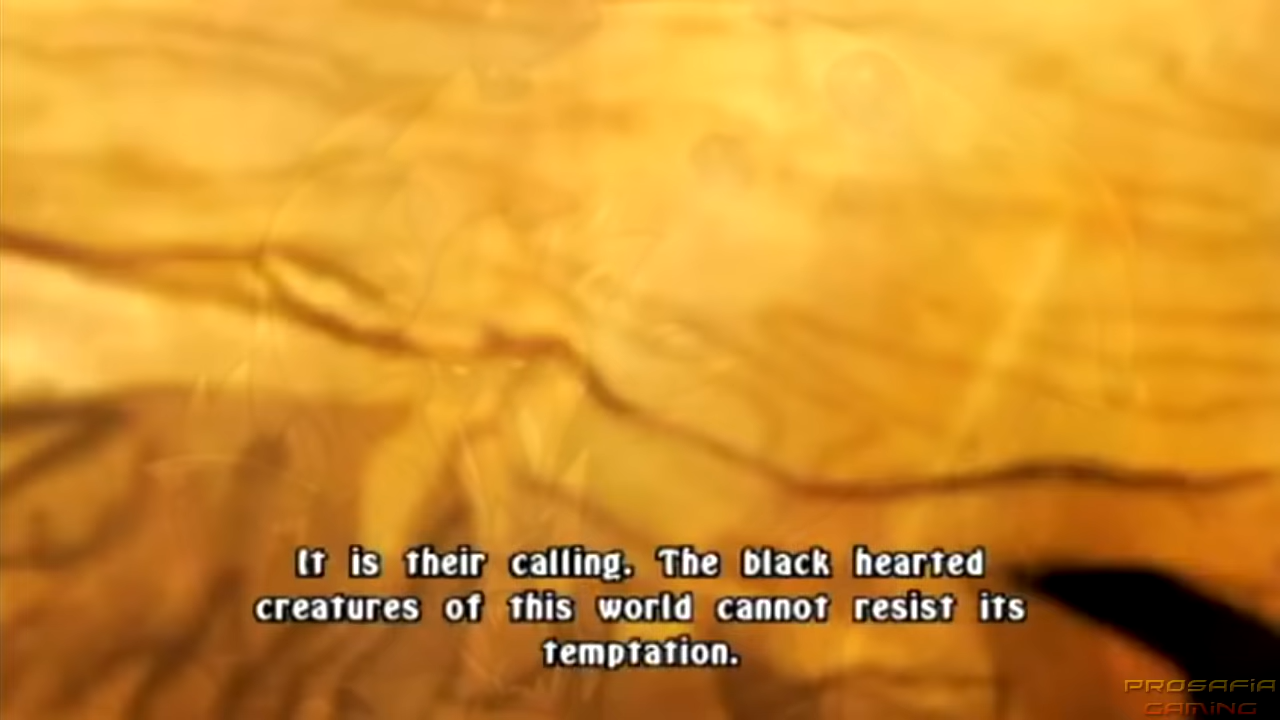 It is their calling. The black hearted
creatures of this world cannot resist its
temptation.
PROSAFIA
GAMING